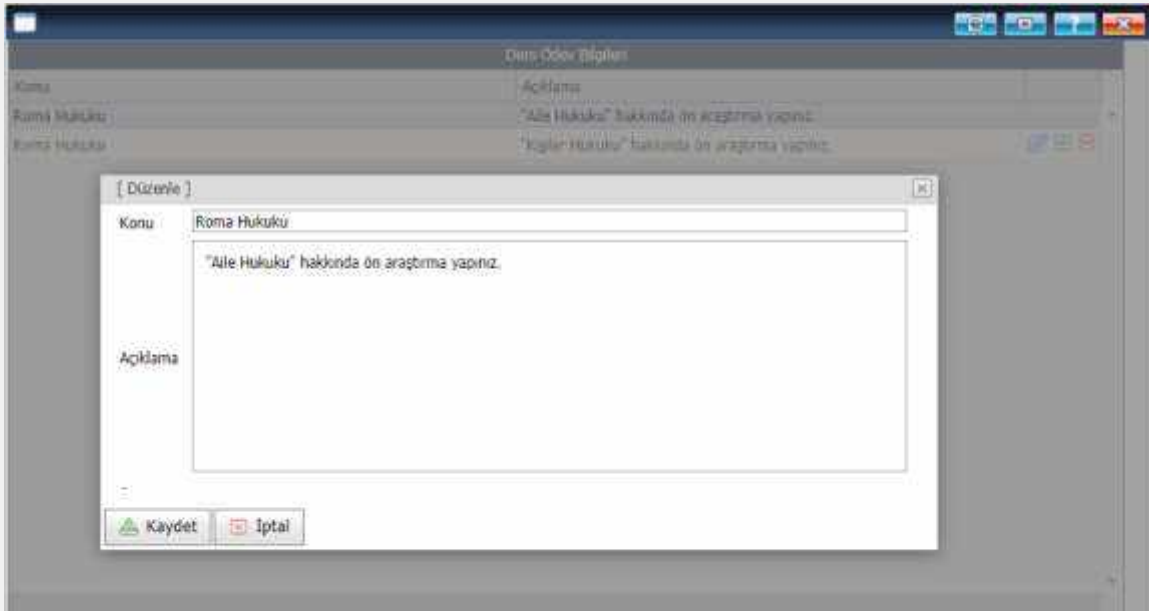 Ders Ödev Bilgileri
Konu Açıklama
Roma Hukuku "Aile Hukuku" hakkında ön araştırma yapınız.
Roma Hukuku "Kişiler Hukuku" hakkında ön araştırma yapınız.
[ Düzenle ]
Konu Roma Hukuku
"Aile Hukuku" hakkında ön araştırma yapınız.
Açıklama
:
Kaydet İptal